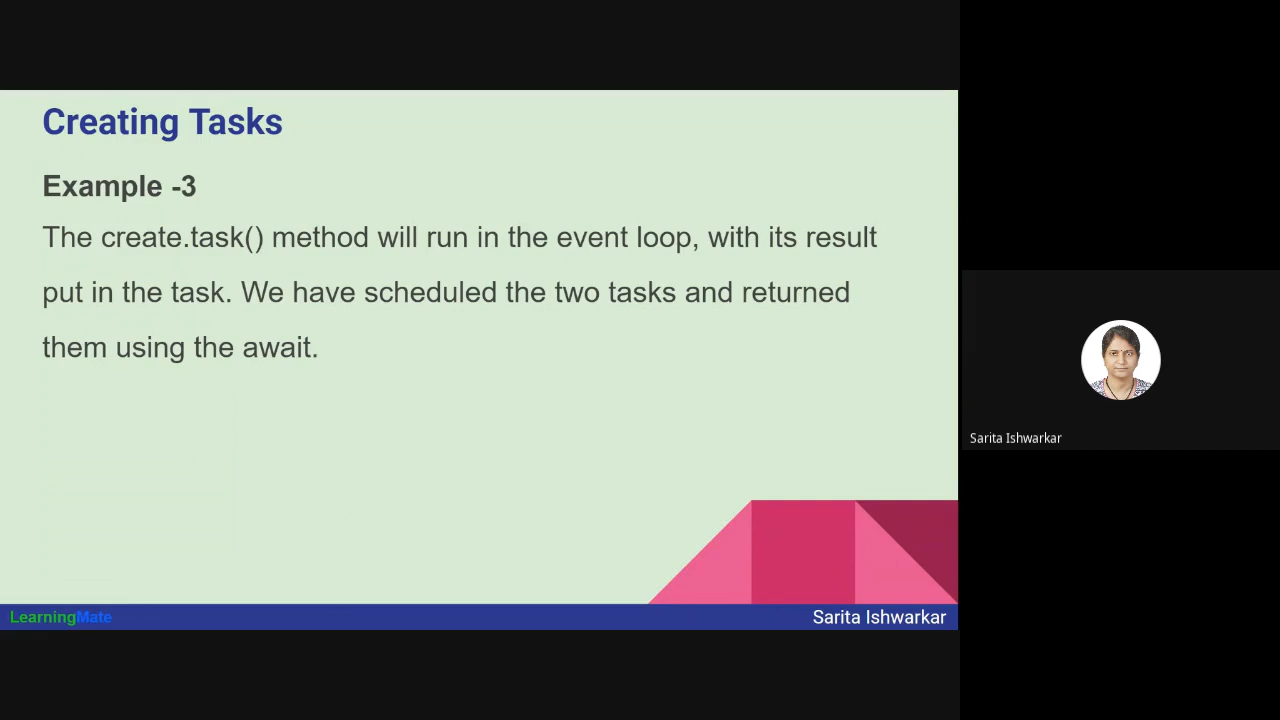 Creating Tasks
Example -3
The create.task() method will run in the event loop, with its result
put in the task. We have scheduled the two tasks and returned
them using the await.
LearningMate
Sarita Ishwarkar
Sarita Ishwarkar